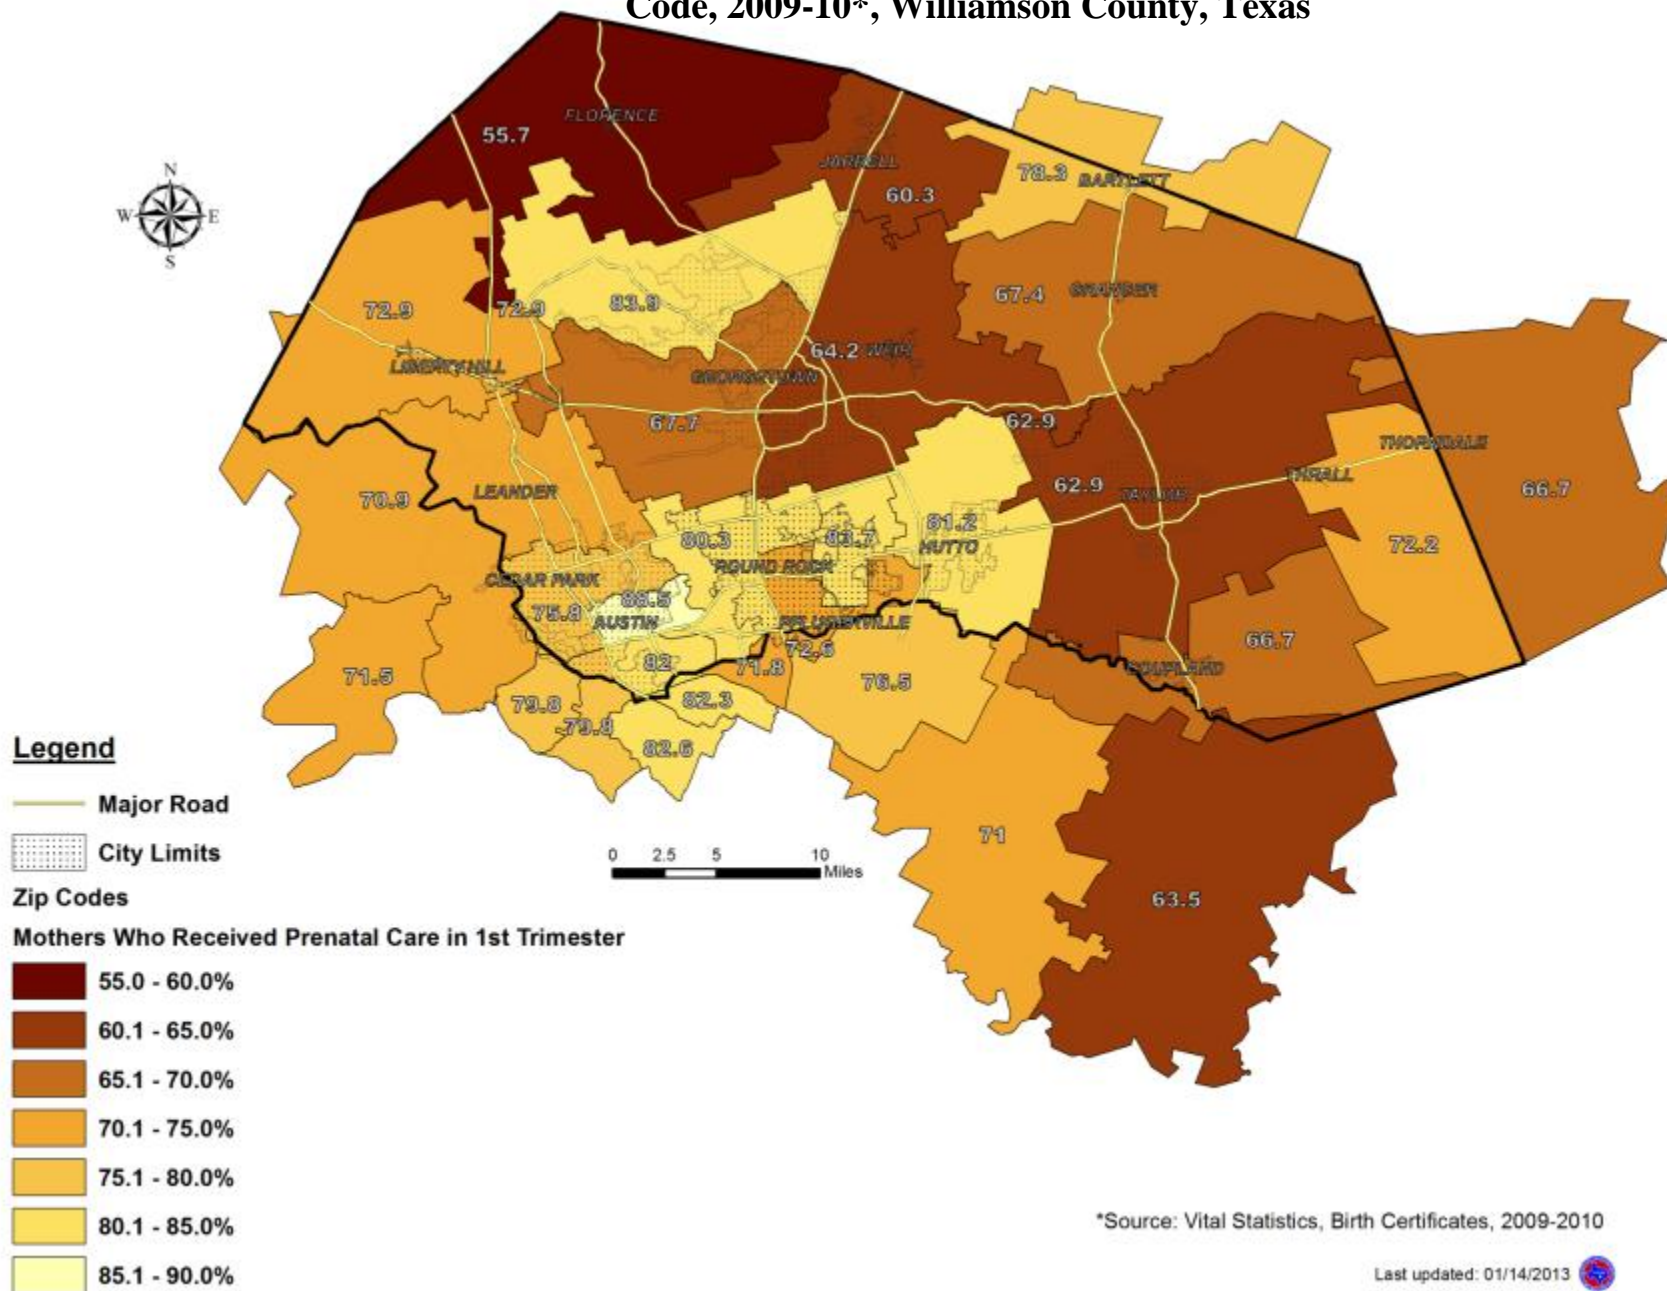 Code, 2009-10*, Williamson County, Texas
FLORENCE
55.7
JARRELL
60.3
78.3
BARTLETT
N
W
E
S
72.9
72.9
83.9
67.4
GRANGER
64.2
WEIR
LIBERTY HILL
GEORGETOWN
67.7
62.9
THORNDALE
70.9
LEANDER
62.9
TAYLOR
THRALL
66.7
80.3
83.7
81.2
HUTTO
72.2
CEDAR PARK
ROUND ROCK
75.8
AUSTIN
PFLUGERVILLE
82
71.8
72.6
66.7
COUPLAND
71.5
76.5
79.8
79.8
82.3
82.6
71
63.5
Legend
Major Road
City Limits
Zip Codes
Mothers Who Received Prenatal Care in 1st Trimester
55.0 - 60.0%
60.1 - 65.0%
65.1 - 70.0%
70.1 - 75.0%
75.1 - 80.0%
80.1 - 85.0%
85.1 - 90.0%
0 2.5 5 10
Miles
*Source: Vital Statistics, Birth Certificates, 2009-2010
Last updated: 01/14/2013